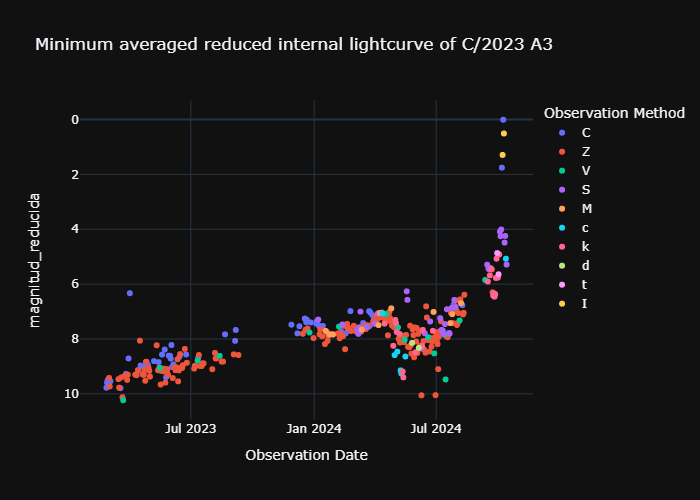 Minimum averaged reduced internal lightcurve of C/2023 A3
Observation Method
C
Z
V
S
M
c
k
d
t
I
magnitud_reducida
0
2
4
6
8
10
Jul 2023
Jan 2024
Jul 2024
Observation Date